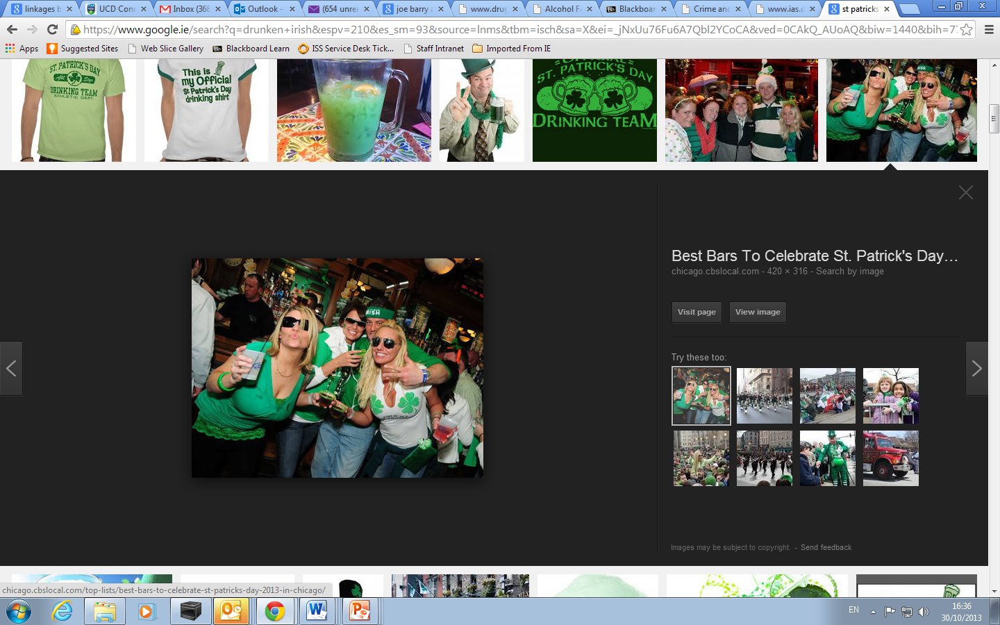 linkages b
UCD Conn
Inbox (368
Outlook -
(654 unrea
joe barry a
www.drug
Alcohol Fa
Blackboar
Crime and
www.ias.c
st patricks
https://www.google.ie/search?q=drunken+irish&espv=210&es_sm=93&source=lnms&tbm=isch&sa=X&ei=_jNxUu76Fu6A7Qbl2YCoCA&ved=0CAkQ_AUoAQ&biw=1440&bih=7
Apps
Suggested Sites
Web Slice Gallery
Bb
Blackboard Learn
ISS Service Desk Tick...
Staff Intranet
Imported From IE
ST. PATRICK'S DAY
DRINKING TEAM
ATHLETIC DEPT.
This is
my Official
St Patrick's Day
drinking shirt
ST. PATRICK'S DAY
DRINKING TEAM
IRISH
Best Bars To Celebrate St. Patrick's Day...
chicago.cbslocal.com - 420 × 316 - Search by image
Visit page
View image
Try these too:
Images may be subject to copyright. - Send feedback
chicago.cbslocal.com/top-lists/best-bars-to-celebrate-st-patricks-day-2013-in-chicago/
EN
16:36
30/10/2013